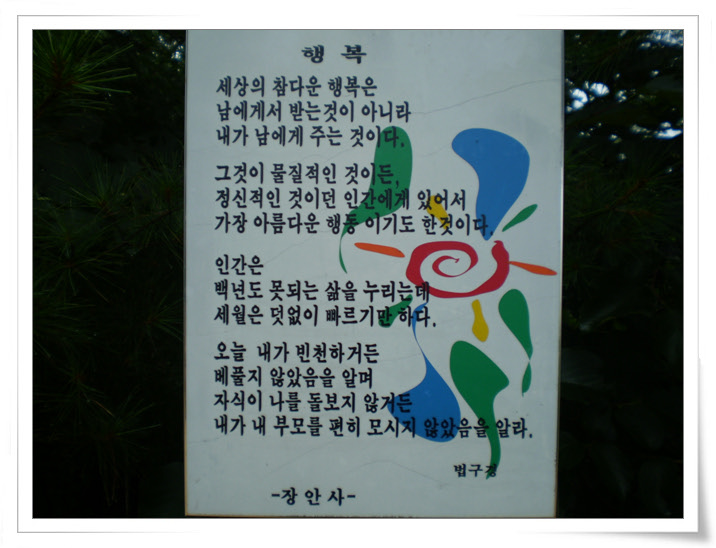 행 복
세상의 참다운 행복은
남에게서 받는것이 아니라
내가 남에게 주는 것이다.
그것이 물질적인 것이든,
정신적인 것이던 인간에게 있어서
가장 아름다운 행동 이기도 한것이다.
인간은
백년도 못되는 삶을 누리는데
세월은 덧없이 빠르기만 하다.
오늘 내가 빈천하거든
베풀지 않았음을 알며
자식이 나를 돌보지 않거든
내가 내 부모를 편히 모시지 않았음을 알라.
법구경
-장안사-